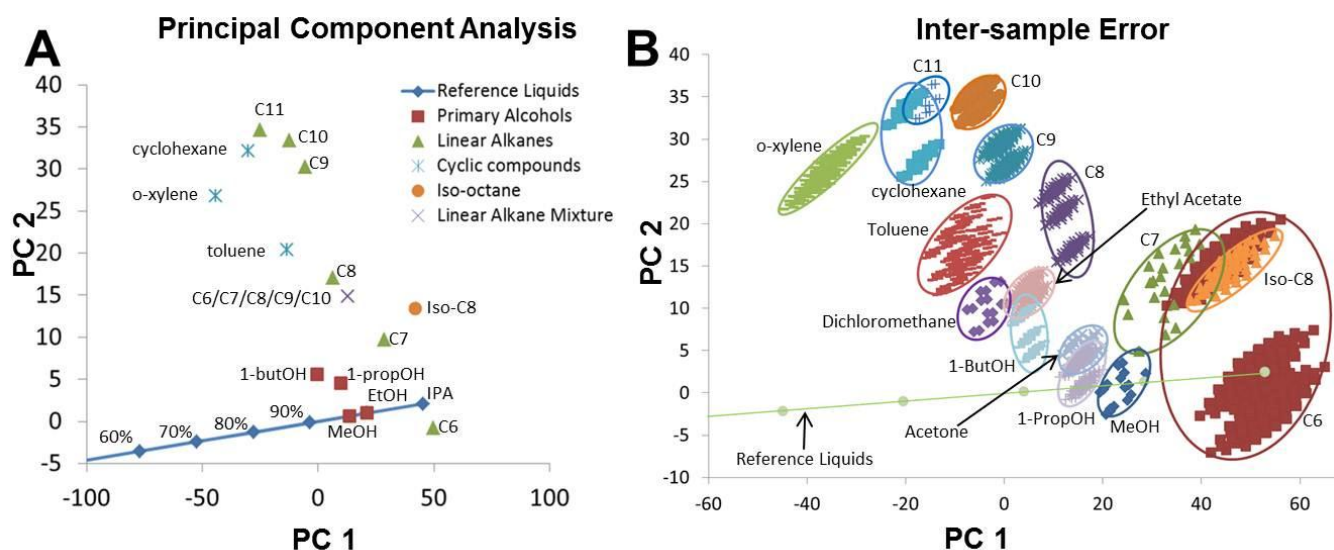 A
Principal Component Analysis
PC 2
40
35
30
25
20
15
10
5
0
-5
-100
-50
0
50
100
PC 1
Reference Liquids
Primary Alcohols
Linear Alkanes
Cyclic compounds
Iso-octane
Linear Alkane Mixture
C11
C10
C9
cyclohexane
o-xylene
toluene
C8
C6/C7/C8/C9/C10
Iso-C8
C7
1-butOH
1-propOH
EtOH
IPA
MeOH
C6
60%
70%
80%
90%
B
Inter-sample Error
PC 2
40
35
30
25
20
15
10
5
0
-5
-10
-60
-40
-20
0
20
40
60
PC 1
C11
C10
o-xylene
C9
cyclohexane
C8
Ethyl Acetate
Toluene
C7
Iso-C8
Dichloromethane
1-ButOH
Acetone
1-PropOH
MeOH
C6
Reference Liquids